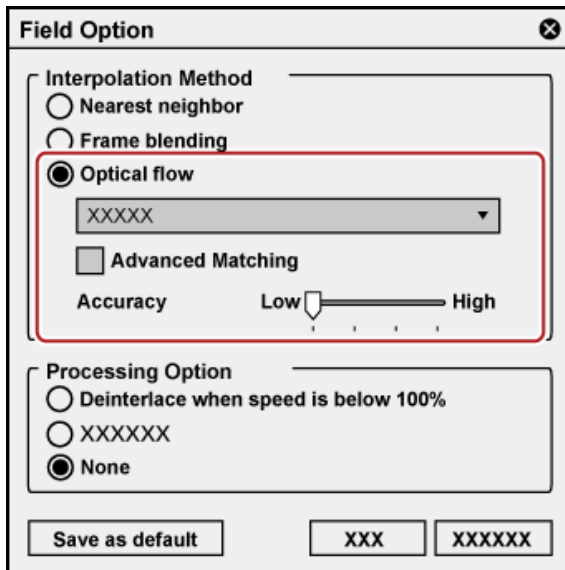 Field Option
Interpolation Method
Nearest neighbor
Frame blending
Optical flow
XXXXX
Advanced Matching
Accuracy Low High
Processing Option
Deinterlace when speed is below 100%
XXXXXX
None
Save as default XXX XXXXXX